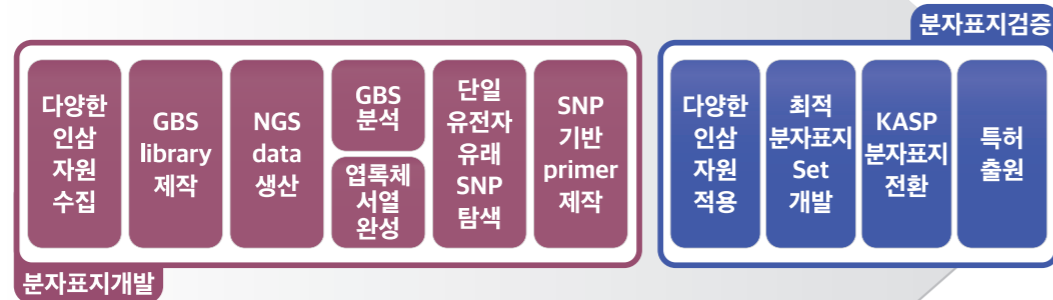 분자표지검증
다양한
인삼
자원
수집
GBS
library
제작
NGS
data
생산
GBS
분석
엽록체
서열
완성
단일
유전자
유래
SNP
탐색
SNP
기반
primer
제작
다양한
인삼
자원
적용
최적
분자표지
Set
개발
KASP
분자표지
전환
특허
출원
분자표지개발